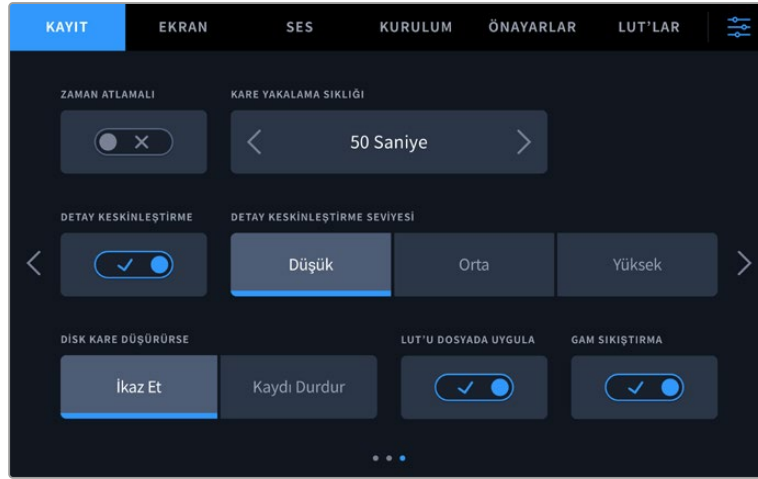 KAYIT EKRAN SES KURULUM ÖNAYARLAR LUT’LAR
ZAMAN ATLAMALI KARE YAKALAMA SIKLIĞI
50 Saniye
DETAY KESKİNLEŞTİRME DETAY KESKİNLEŞTİRME SEVİYESİ
Düşük Orta Yüksek
DİSK KARE DÜŞÜRÜRSE LUT’U DOSYADA UYGULA GAM SIKIŞTIRMA
İkaz Et Kaydı Durdur